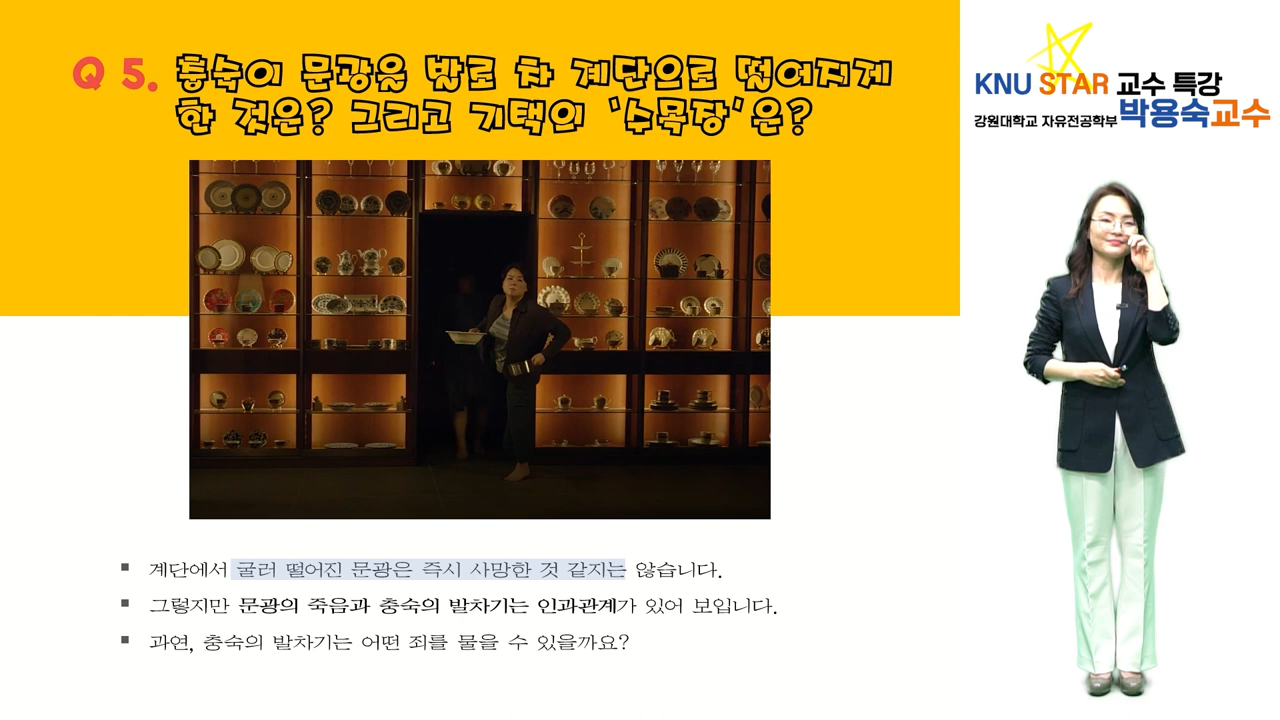 Q 5. 충숙이 문광을 발로 차 계단으로 떨어지게
한 것은? 그리고 기택의 '수목장'은?
KNU STAR 교수 특강
강원대학교 자유전공학부 박용숙교수
▪ 계단에서 굴러 떨어진 문광은 즉시 사망한 것 같지는 않습니다.
▪ 그렇지만 문광의 죽음과 충숙의 발차기는 인과관계가 있어 보입니다.
▪ 과연, 충숙의 발차기는 어떤 죄를 물을 수 있을까요?